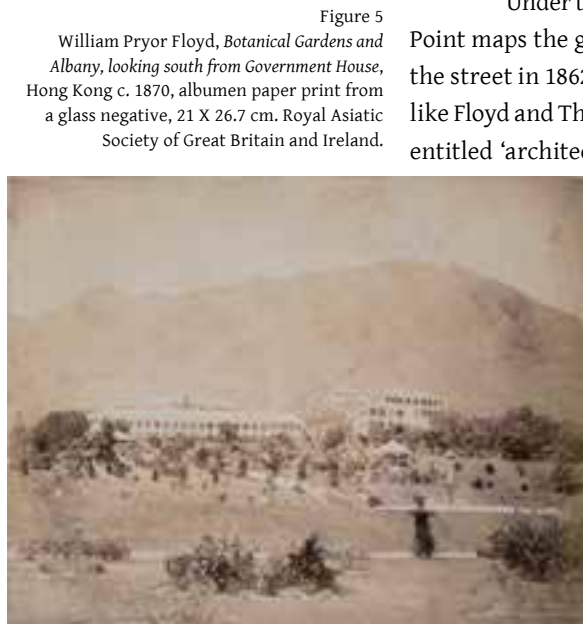 Figure 5
William Pryor Floyd, Botanical Gardens and
Albany, looking south from Government House,
Hong Kong c. 1870, albumen paper print from
a glass negative, 21 X 26.7 cm. Royal Asiatic
Society of Great Britain and Ireland.
Point maps the
the street in 1862
like Floyd and
entitled